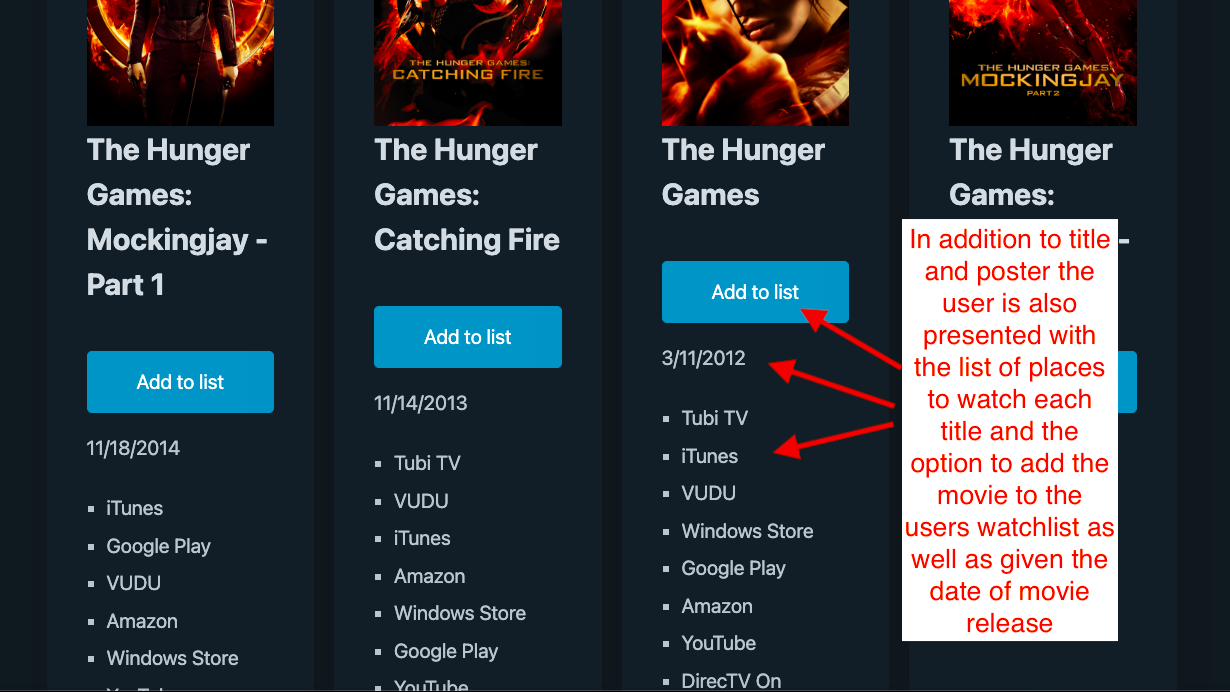 THE HUNGER GAMES:
CATCHING FIRE
THE HUNGER GAMES:
MOCKINGJAY
PART 2
The Hunger
Games:
Mockingjay -
Part 1
Add to list
11/18/2014
iTunes
Google Play
VUDU
Amazon
Windows Store
The Hunger
Games:
Catching Fire
Add to list
11/14/2013
Tubi TV
VUDU
iTunes
Amazon
Windows Store
Google Play
YouTube
The Hunger
Games
Add to list
3/11/2012
Tubi TV
iTunes
VUDU
Windows Store
Google Play
Amazon
YouTube
DirecTV On
The Hunger
Games:
-
In addition to title
and poster the
user is also
presented with
the list of places
to watch each
title and the
option to add the
movie to the
users watchlist as
well as given the
date of movie
release